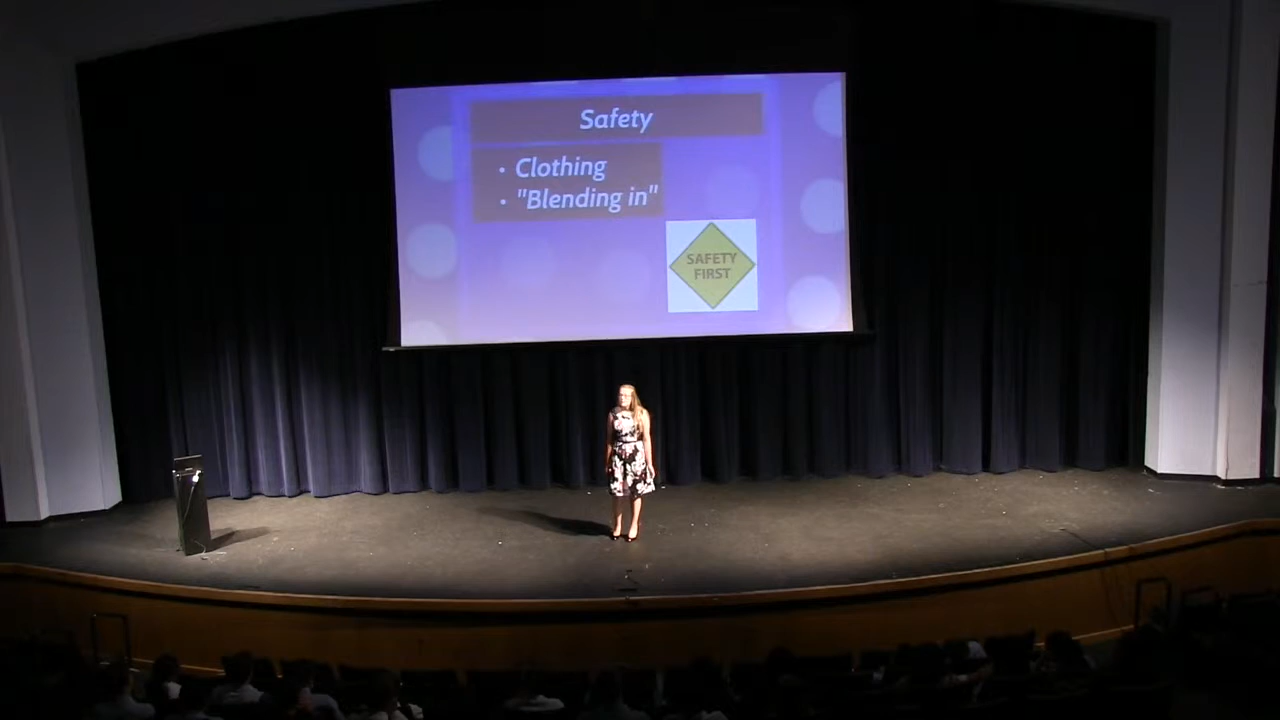 Safety
• Clothing
• "Blending in"
SAFETY
FIRST